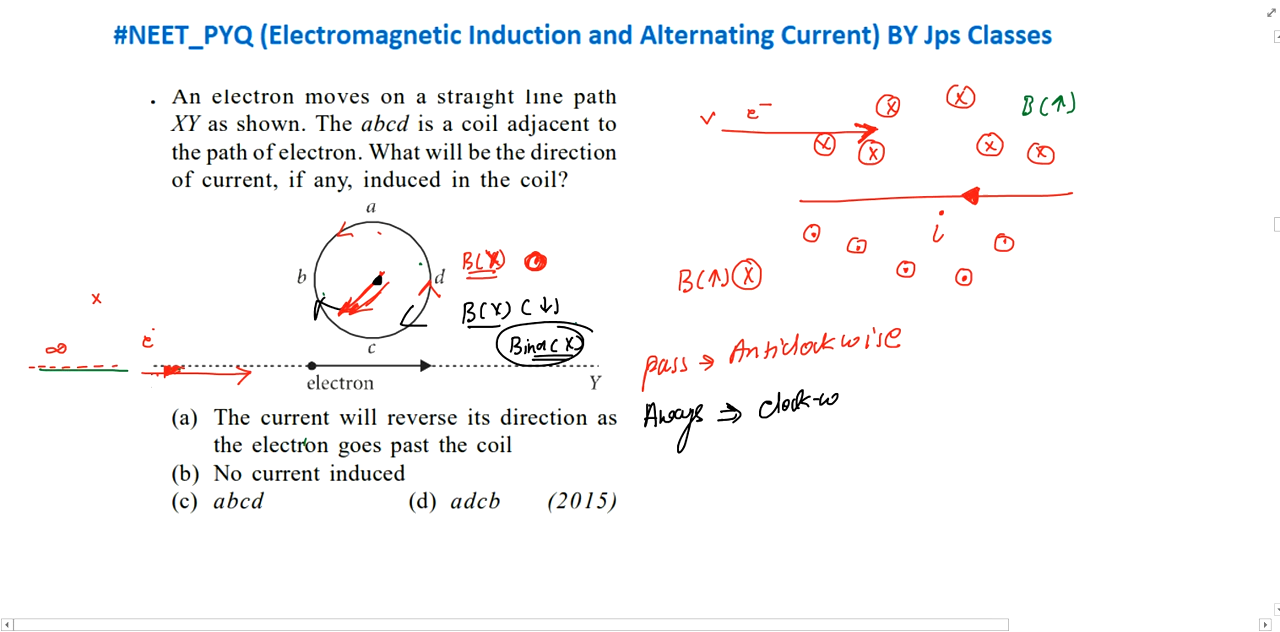 #NEET_PYQ (Electromagnetic Induction and Alternating Current) BY Jps Classes
. An electron moves on a straight line path
XY as shown. The abcd is a coil adjacent to
the path of electron. What will be the direction
of current, if any, induced in the coil?
a
b
d
c
electron
Y
x
∞
e
B(X)
B(X) (↓)
Bind(X)
(a) The current will reverse its direction as
the electron goes past the coil
(b) No current induced
(c) abcd (d) adcb (2015)
v e⁻
B(↑)
i
B(↑) (X)
pass → Anticlockwise
Aways ⇒ clock-w